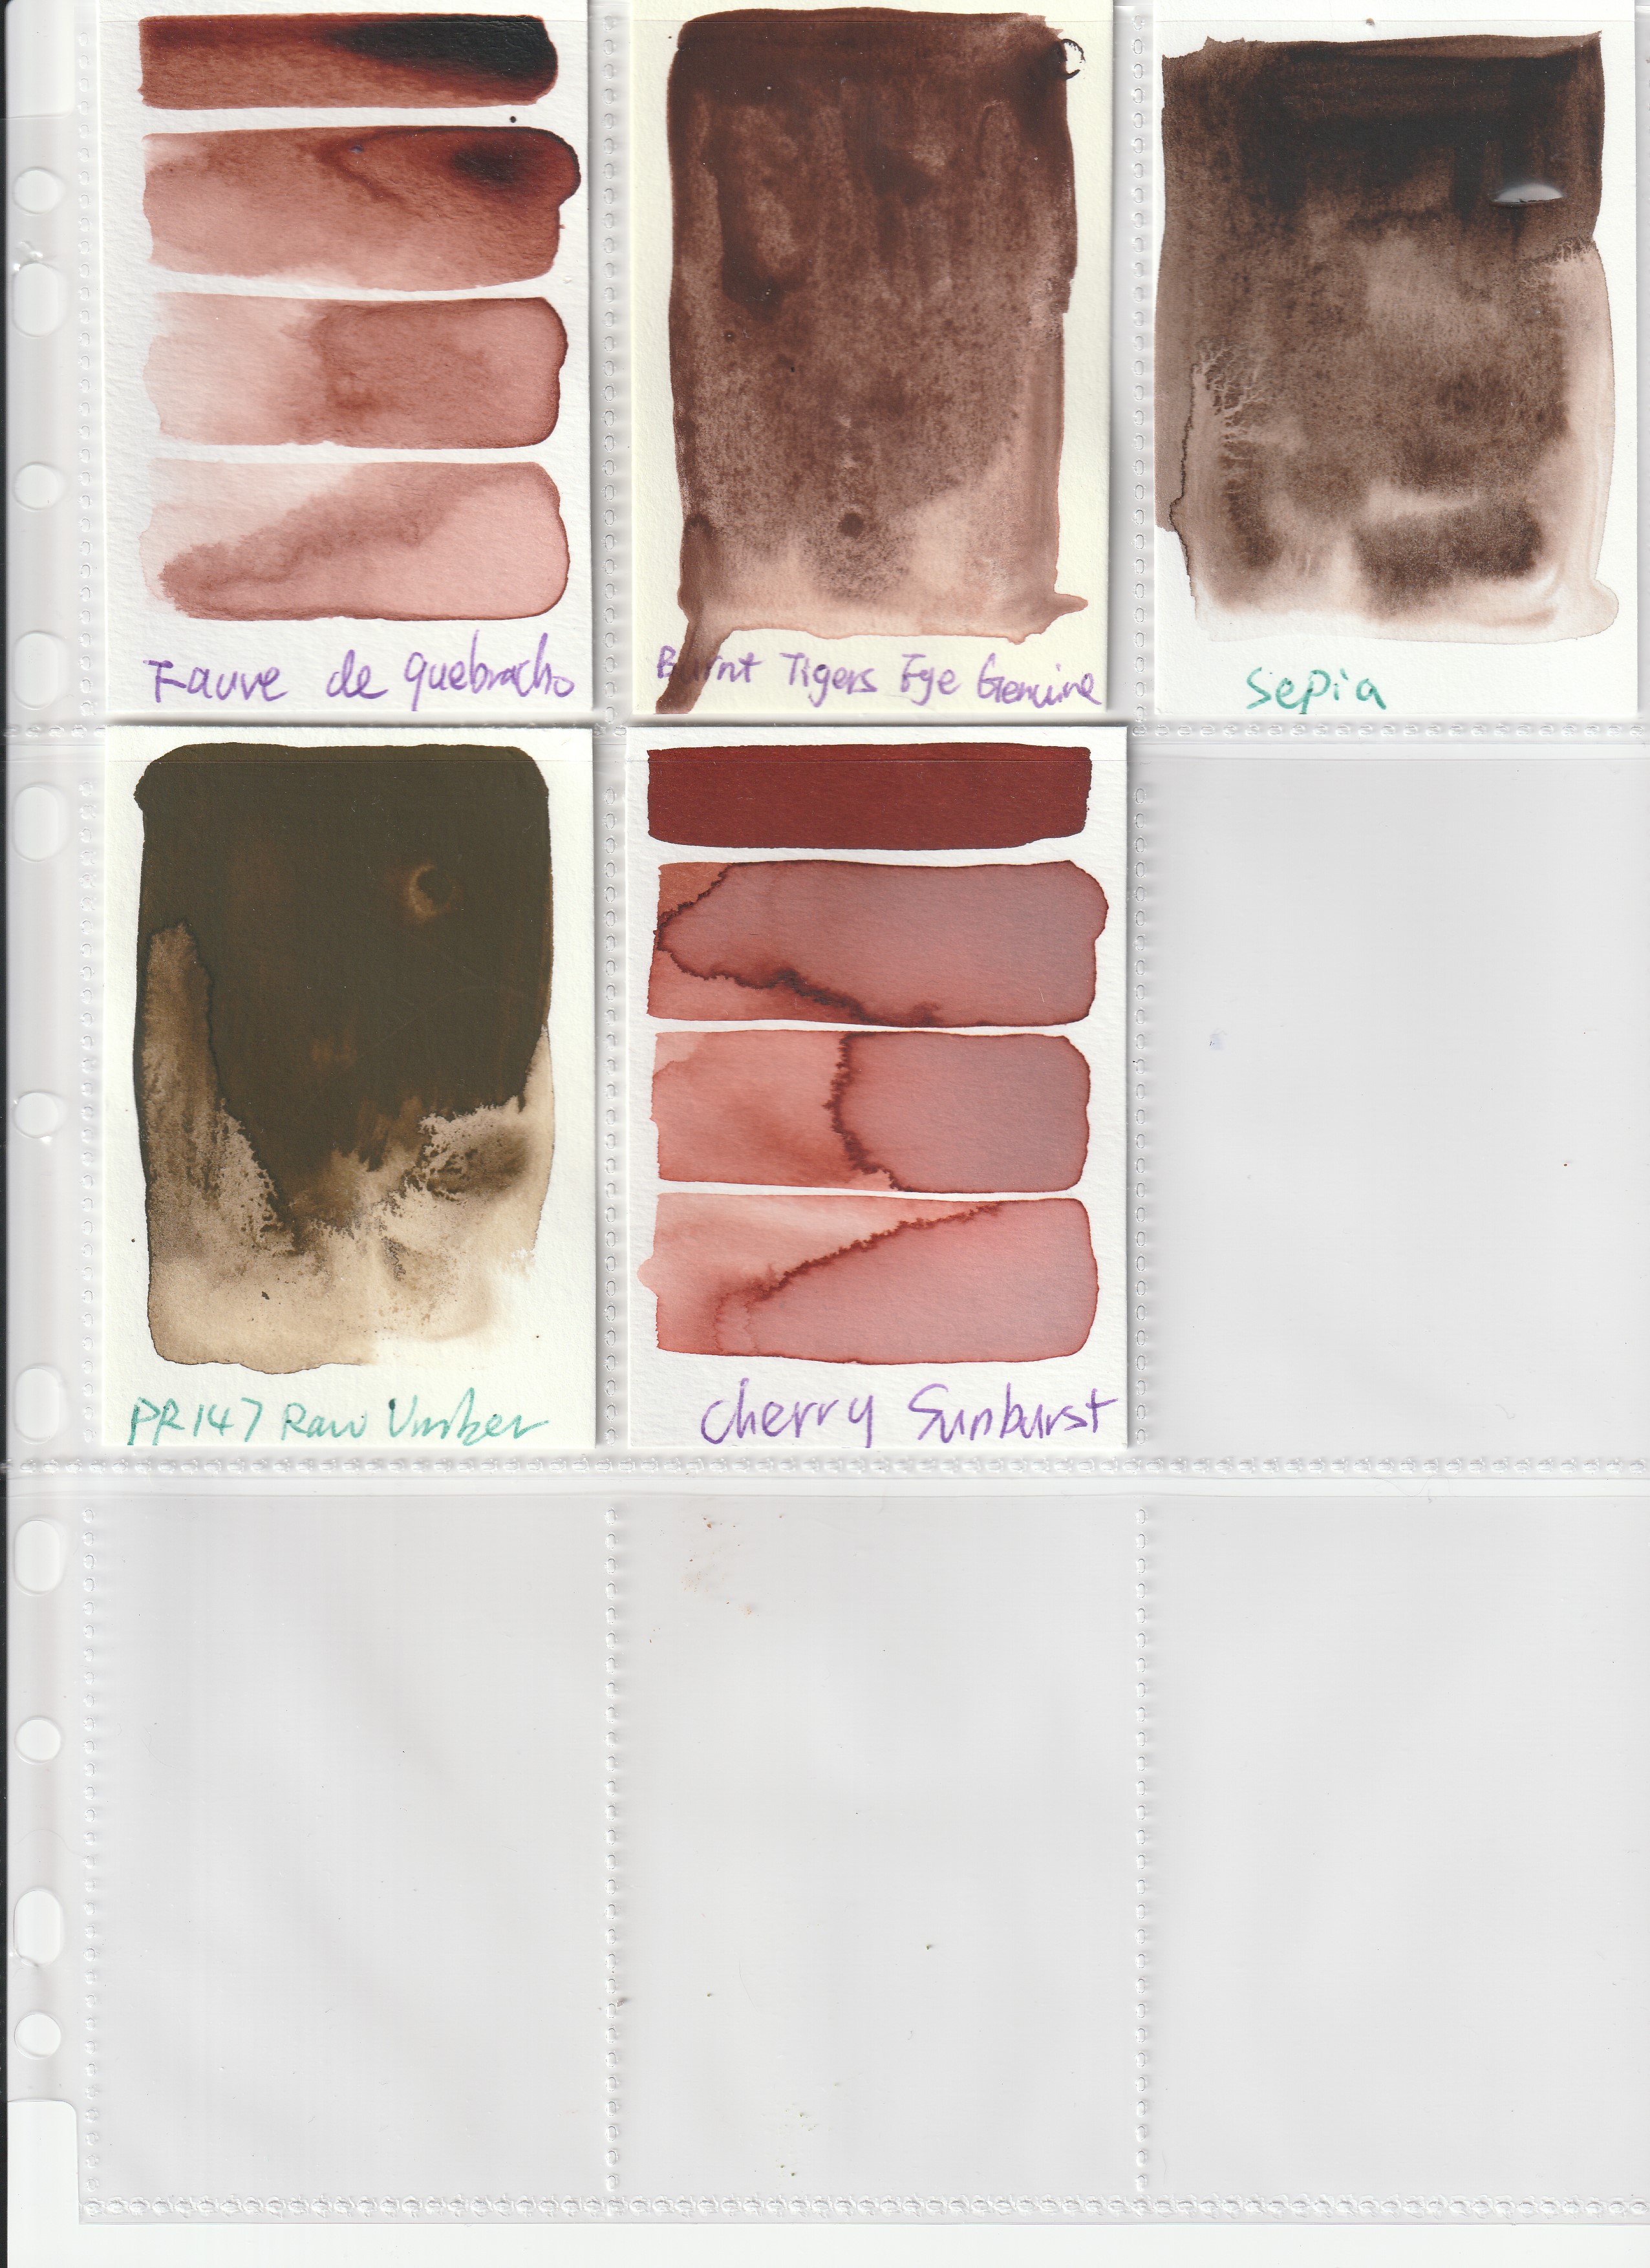 Fauve de quebracho
Burnt Tigers Eye Genuine
Sepia
PR147 Raw Umber
Cherry Sunburst